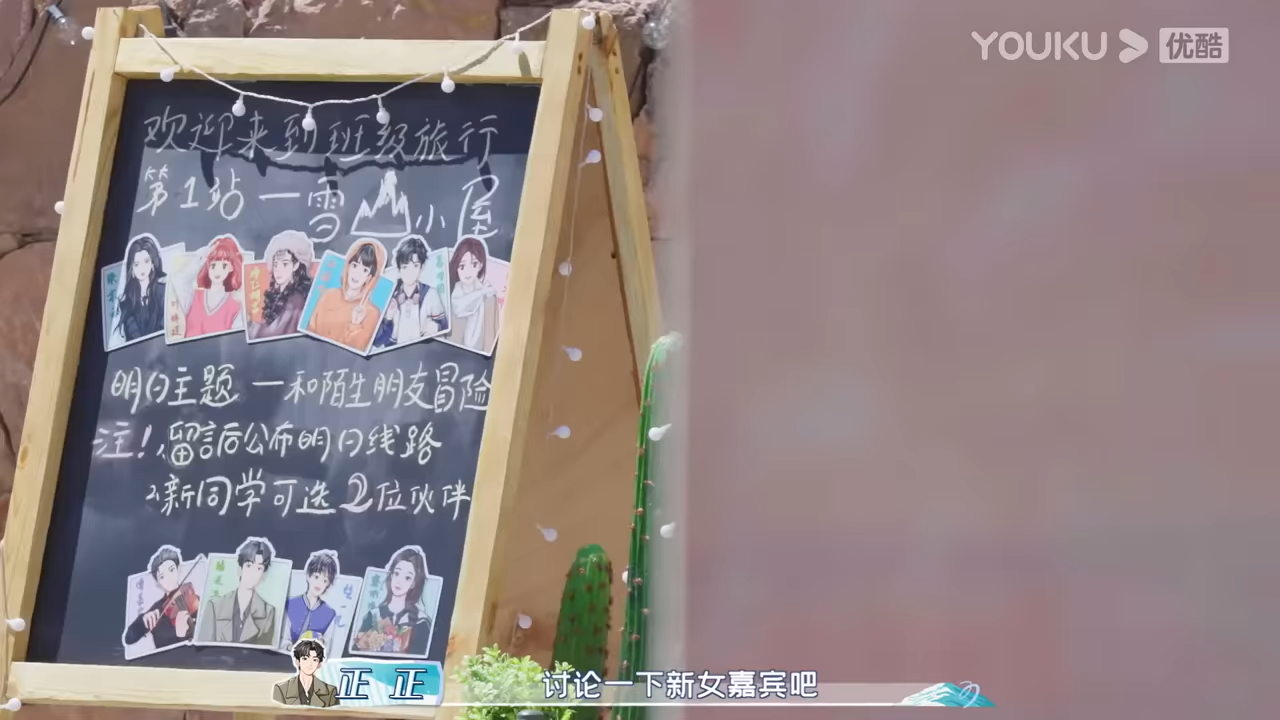 YOUKU 优酷
欢迎来到班级旅行
第1站—雪山小屋
明日主题 —和陌生朋友冒险
注! 1.留言后公布明日线路
2.新同学可选2位伙伴
正正
讨论一下新女嘉宾吧